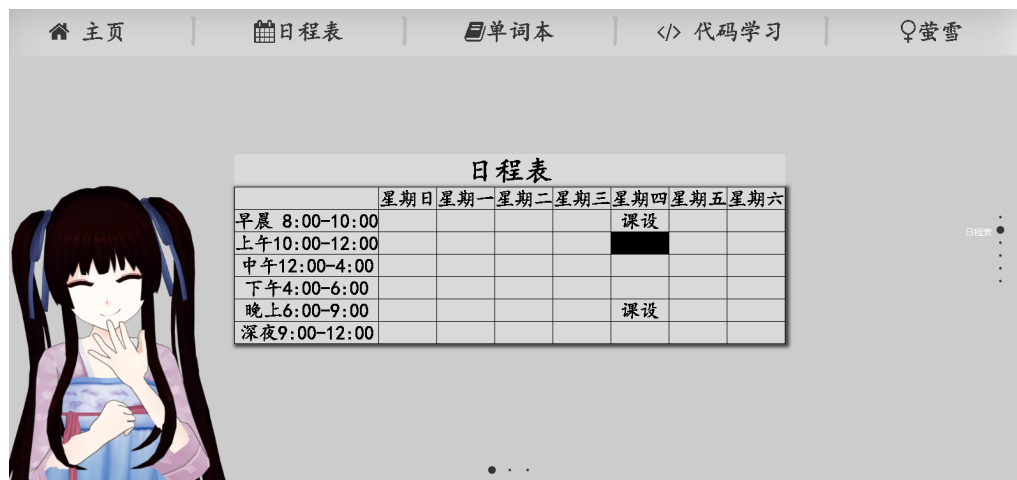 主页 日程表 单词本 代码学习 萤雪
日程表
星期日 星期一 星期二 星期三 星期四 星期五 星期六
早晨 8:00-10:00 课设
上午10:00-12:00
中午12:00-4:00
日程表
下午4:00-6:00
晚上6:00-9:00 课设
深夜9:00-12:00